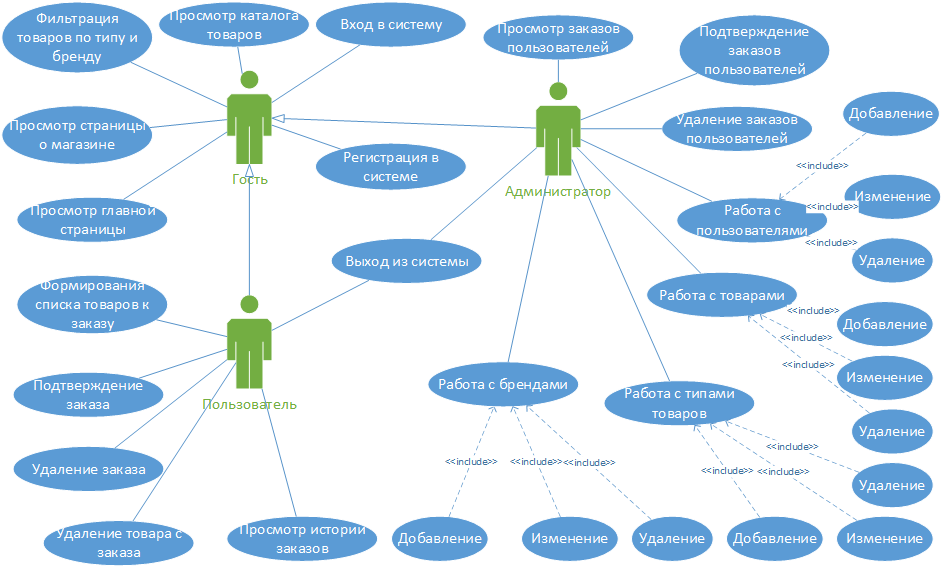 Фильтрация
товаров по типу и
бренду
Просмотр каталога
товаров
Вход в систему
Просмотр заказов
пользователей
Подтверждение
заказов
пользователей
Просмотр страницы
о магазине
Гость
Регистрация в
системе
Администратор
Удаление заказов
пользователей
Добавление
<<include>>
Просмотр главной
страницы
Работа с
пользователями
<<include>>
Изменение
<<include>>
Удаление
Выход из системы
Формирования
списка товаров к
заказу
Работа с товарами
<<include>>
Добавление
<<include>>
Изменение
<<include>>
Удаление
Подтверждение
заказа
Пользователь
Работа с брендами
Работа с типами
товаров
Удаление заказа
<<include>>
<<include>>
<<include>>
<<include>>
<<include>>
<<include>>
Удаление
Удаление товара с
заказа
Просмотр истории
заказов
Добавление
Изменение
Удаление
Добавление
Изменение